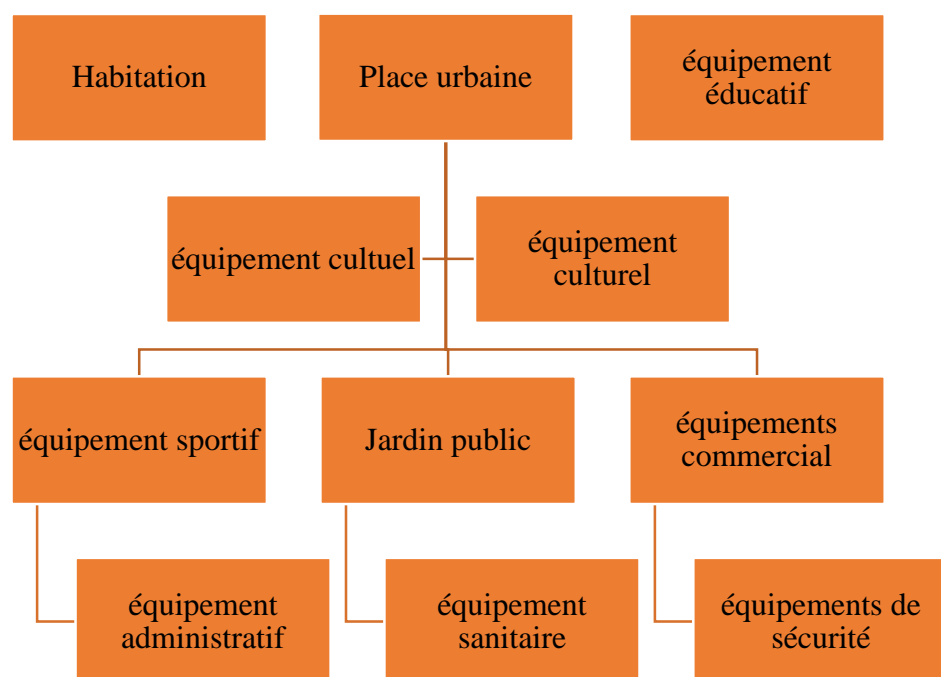 Habitation
Place urbaine
équipement
éducatif
équipement cultuel
équipement
culturel
équipement sportif
Jardin public
équipements
commercial
équipement
administratif
équipement
sanitaire
équipements de
sécurité